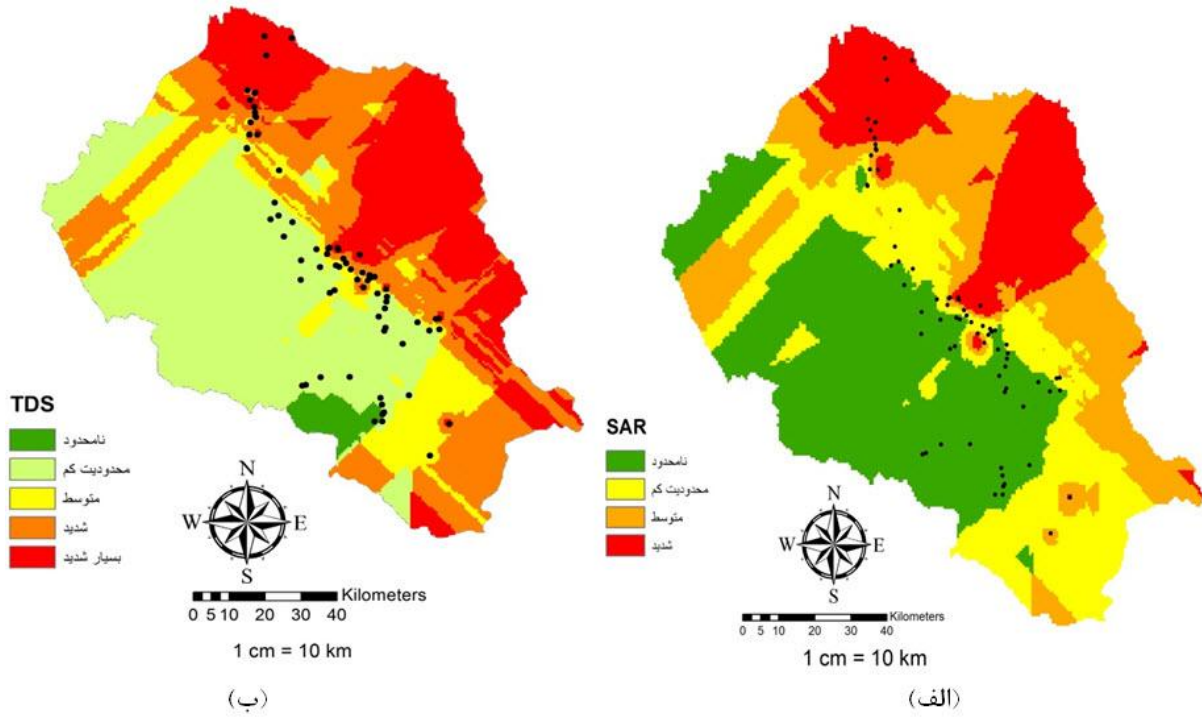 TDS
نامحدود
محدودیت کم
متوسط
شدید
بسیار شدید
N
W E
S
Kilometers
0 5 10 20 30 40
1 cm = 10 km
(ب)
SAR
نامحدود
محدودیت کم
متوسط
شدید
N
W E
S
Kilometers
0 5 10 20 30 40
1 cm = 10 km
(الف)